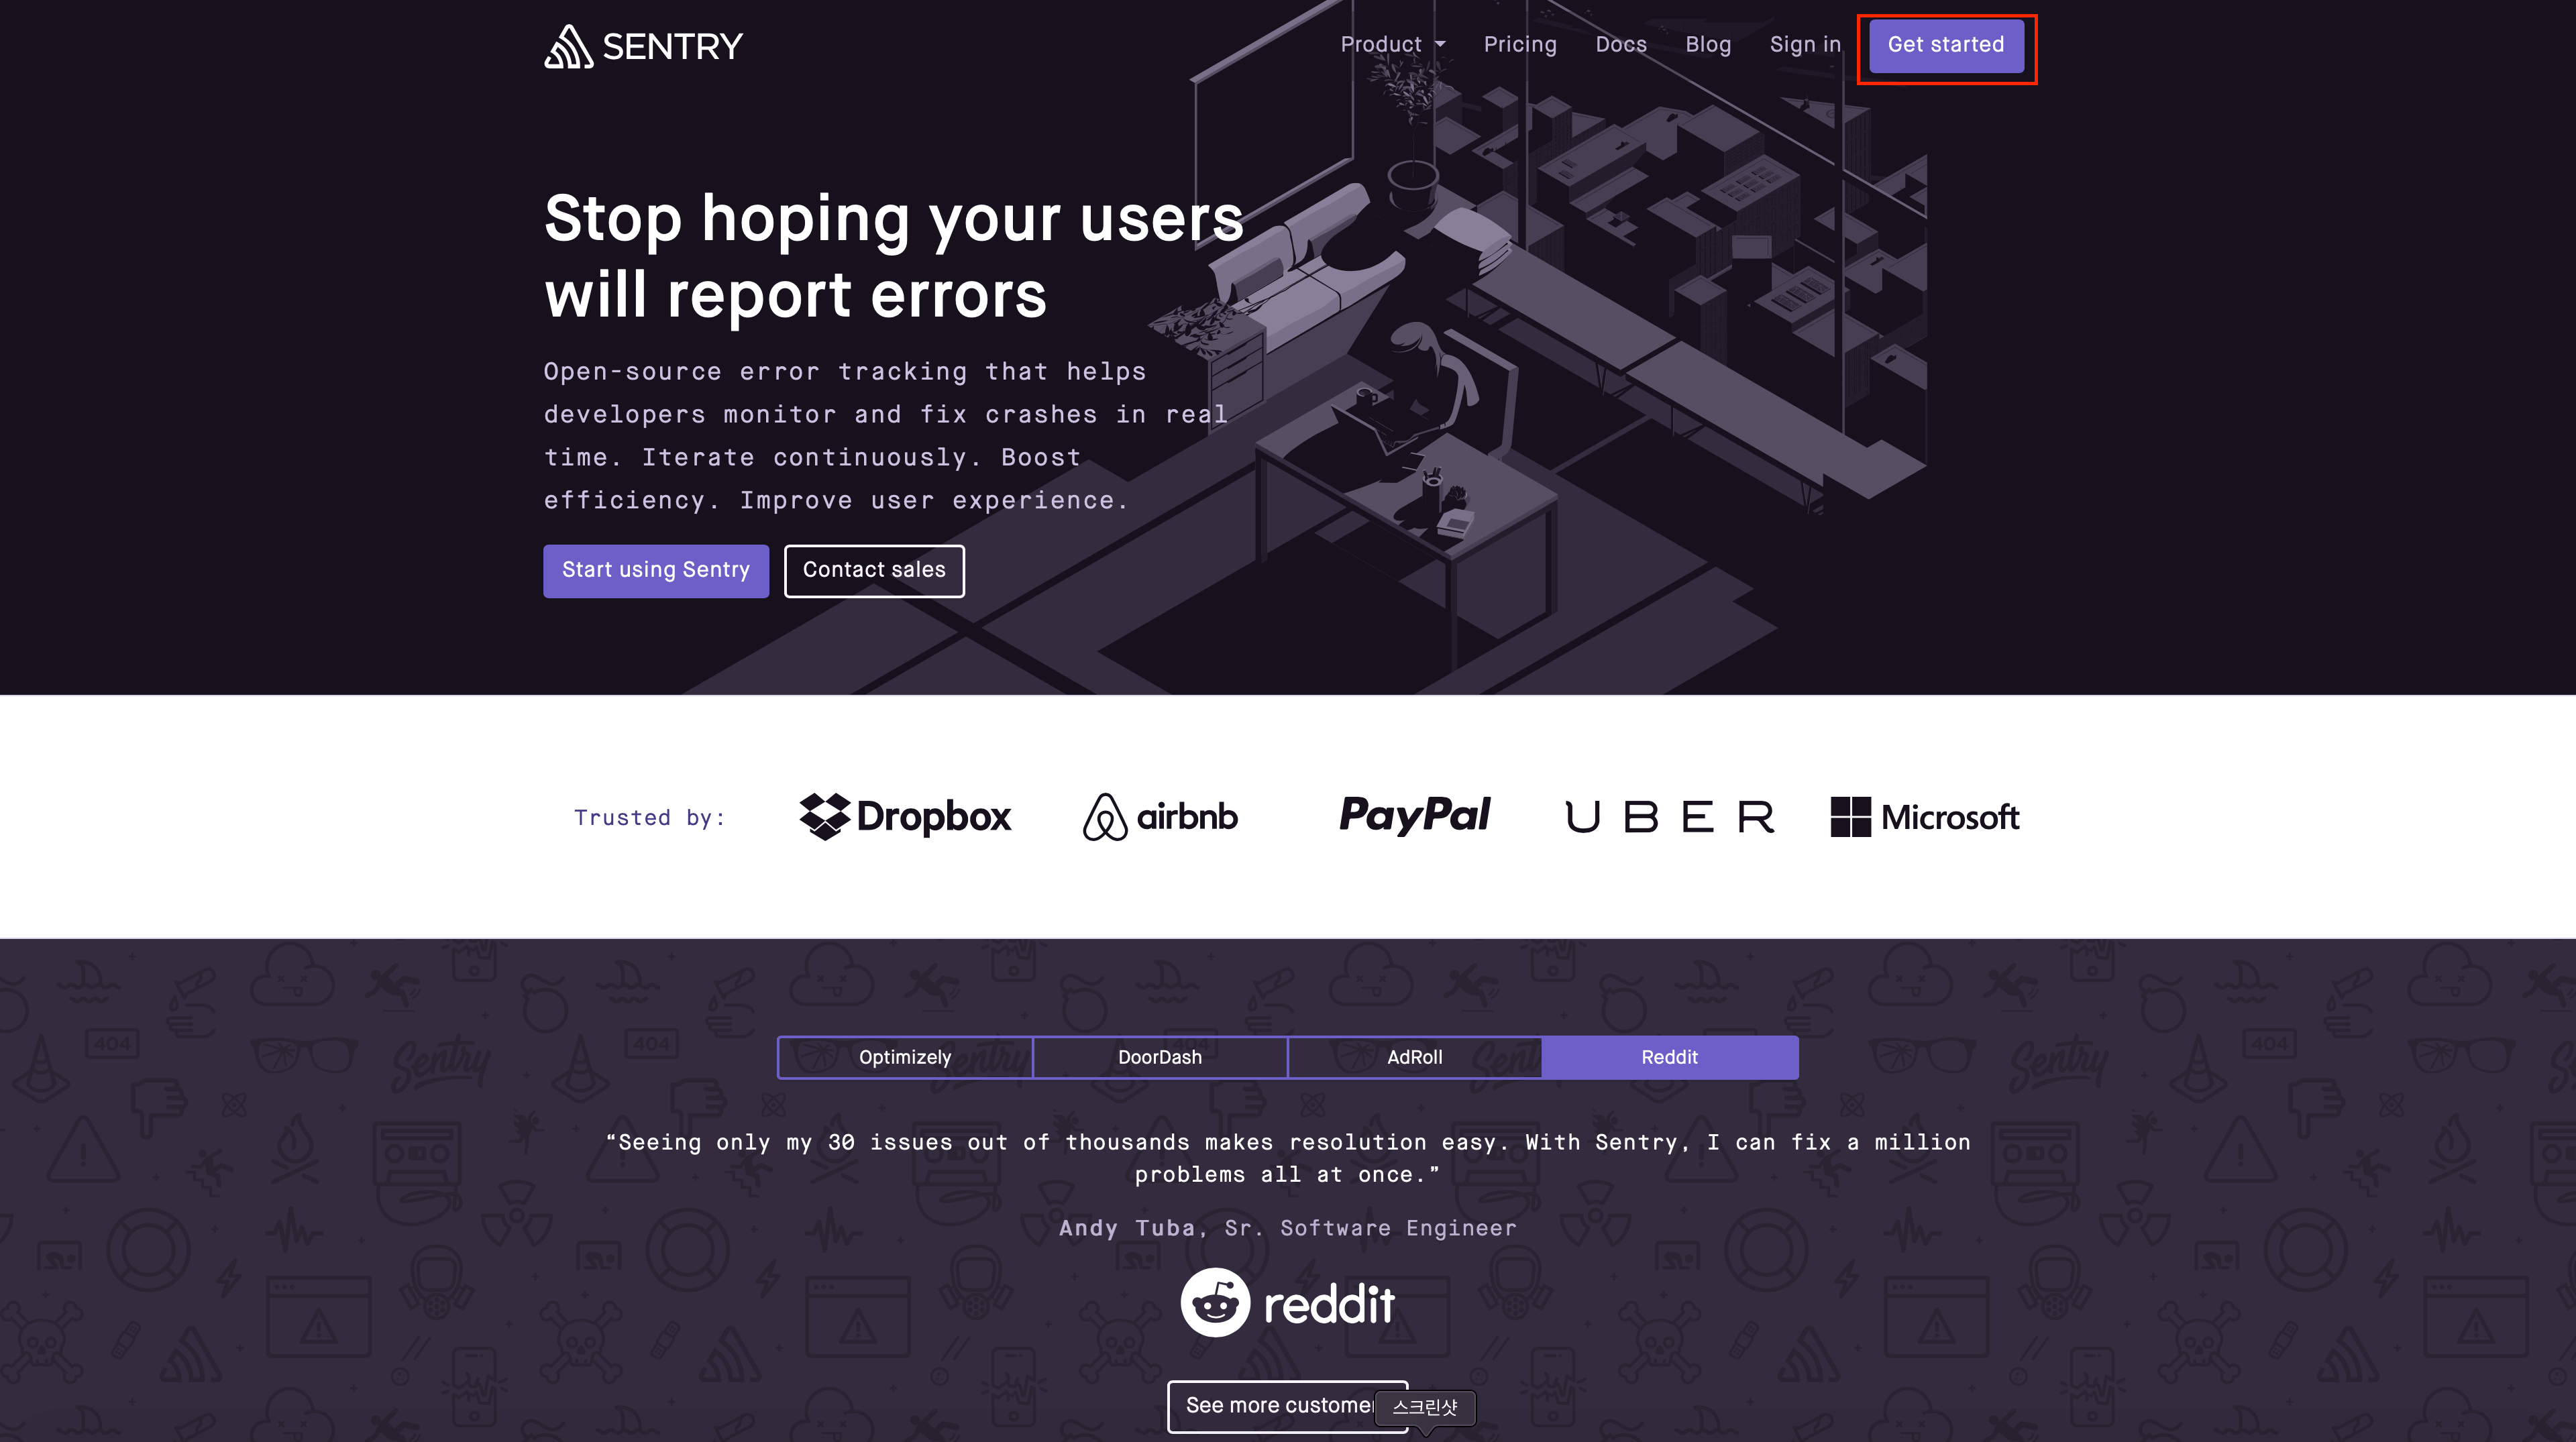 SENTRY
Product
Pricing
Docs
Blog
Sign in
Get started
Stop hoping your users
will report errors
Open-source error tracking that helps
developers monitor and fix crashes in real
time. Iterate continuously. Boost
efficiency. Improve user experience.
Start using Sentry
Contact sales
Trusted by:
Dropbox
airbnb
PayPal
UBER
Microsoft
Optimizely
DoorDash
AdRoll
Reddit
“Seeing only my 30 issues out of thousands makes resolution easy. With Sentry, I can fix a million
problems all at once.”
Andy Tuba, Sr. Software Engineer
reddit
See more
스크린샷